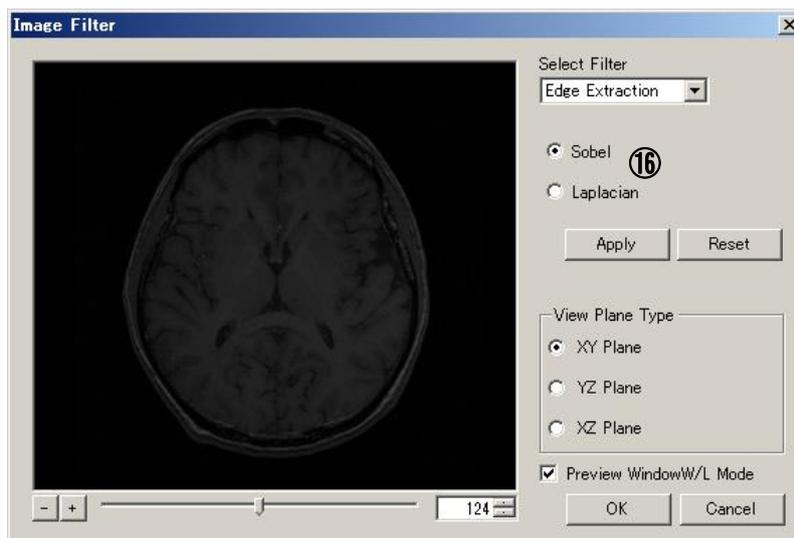 Image Filter
Select Filter
Edge Extraction
Sobel
⑯
Laplacian
Apply Reset
View Plane Type
XY Plane
YZ Plane
XZ Plane
Preview WindowW/L Mode
- + 124
OK Cancel